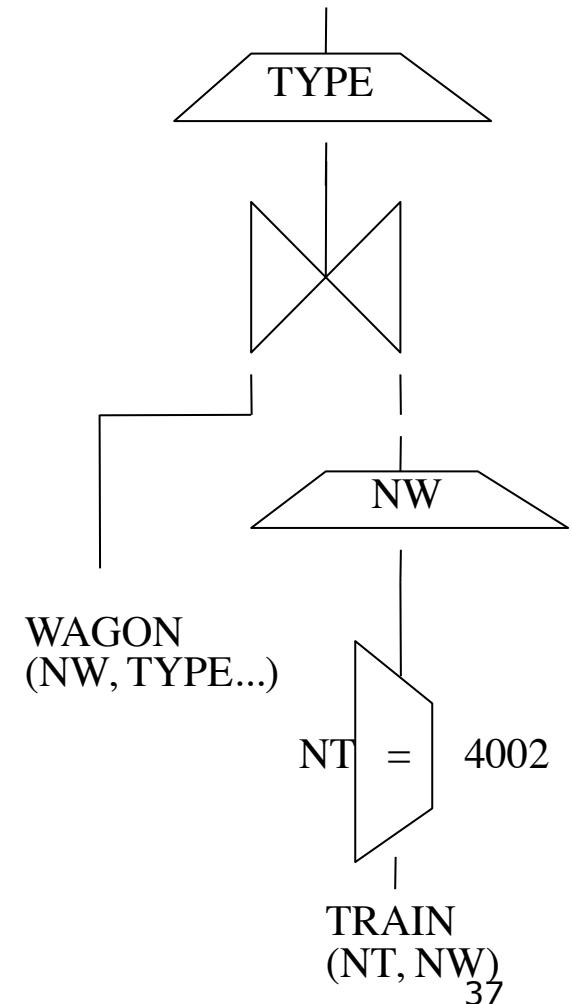 TYPE
NW
WAGON
(NW, TYPE...)
NT = 4002
TRAIN
(NT, NW)
37